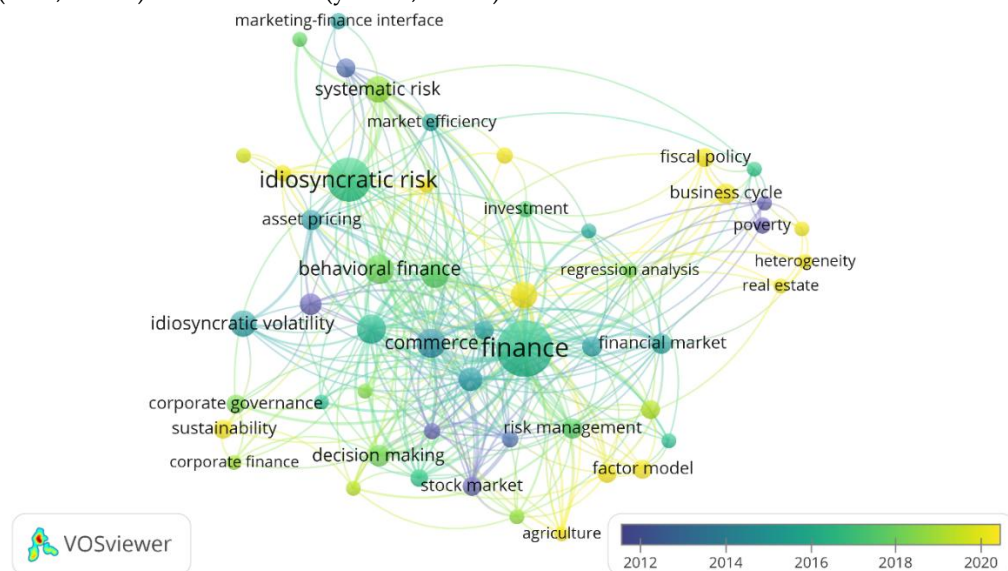 marketing-finance interface
systematic risk
market efficiency
fiscal policy
idiosyncratic risk
business cycle
investment
asset pricing
poverty
heterogeneity
behavioral finance
regression analysis
real estate
idiosyncratic volatility
commerce
finance
financial market
corporate governance
sustainability
risk management
decision making
corporate finance
factor model
stock market
agriculture
VOSviewer
2012 2014 2016 2018 2020